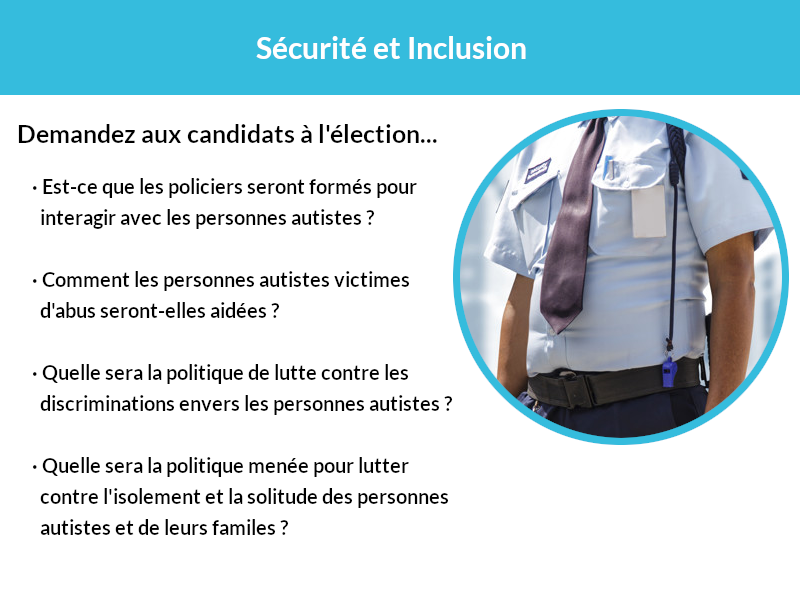 Sécurité et Inclusion
Demandez aux candidats à l'élection...
· Est-ce que les policiers seront formés pour
interagir avec les personnes autistes ?
· Comment les personnes autistes victimes
d'abus seront-elles aidées ?
· Quelle sera la politique de lutte contre les
discriminations envers les personnes autistes ?
· Quelle sera la politique menée pour lutter
contre l'isolement et la solitude des personnes
autistes et de leurs familes ?